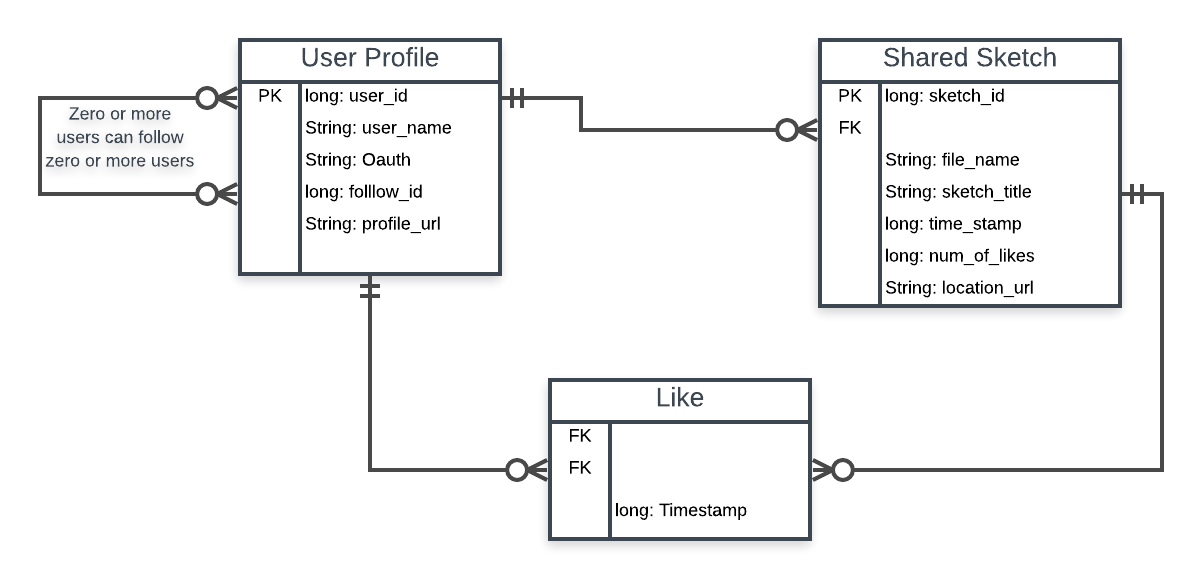 User Profile
PK long: user_id
String: user_name
String: Oauth
long: folllow_id
String: profile_url
Zero or more
users can follow
zero or more users
Shared Sketch
PK long: sketch_id
FK
String: file_name
String: sketch_title
long: time_stamp
long: num_of_likes
String: location_url
Like
FK
FK
long: Timestamp